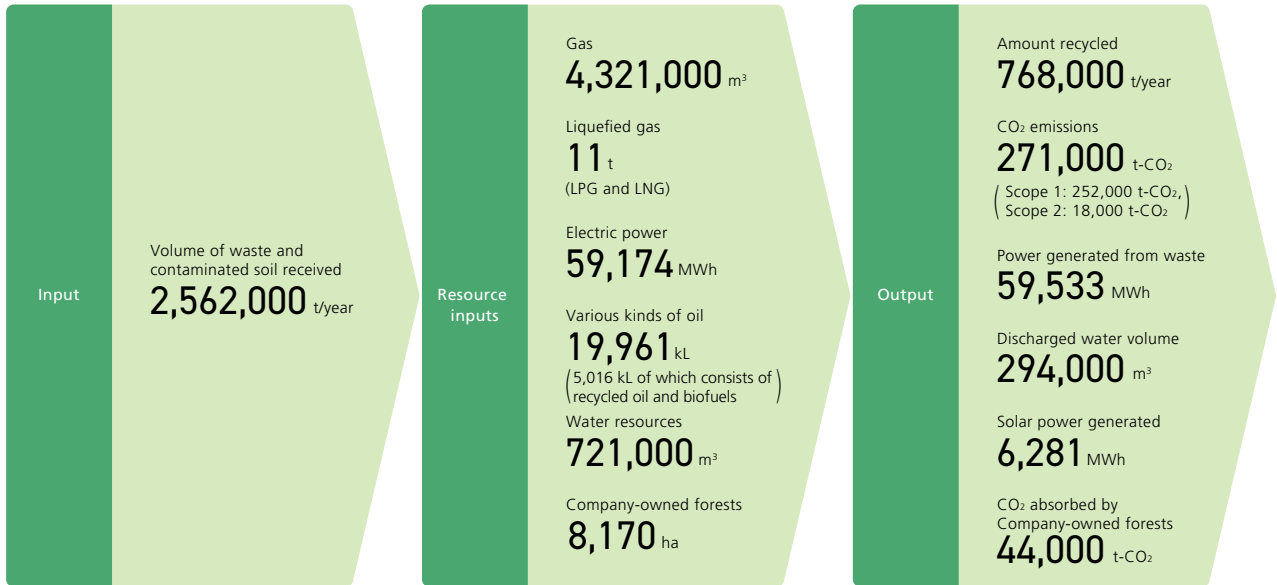 Input
Volume of waste and
contaminated soil received
2,562,000 t/year
Resource
inputs
Gas
4,321,000 m³
Liquefied gas
11 t
(LPG and LNG)
Electric power
59,174 MWh
Various kinds of oil
19,961 kL
(5,016 kL of which consists of
recycled oil and biofuels)
Water resources
721,000 m³
Company-owned forests
8,170 ha
Output
Amount recycled
768,000 t/year
CO₂ emissions
271,000 t-CO₂
(Scope 1: 252,000 t-CO₂,
Scope 2: 18,000 t-CO₂)
Power generated from waste
59,533 MWh
Discharged water volume
294,000 m³
Solar power generated
6,281 MWh
CO₂ absorbed by
Company-owned forests
44,000 t-CO₂